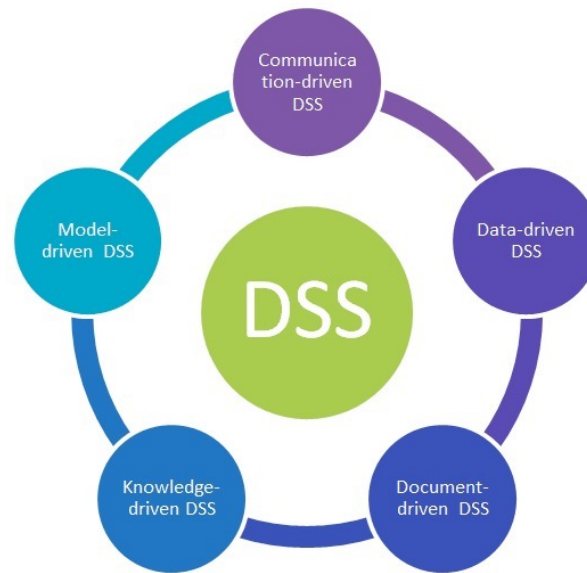 Communica
tion-driven
DSS
Model-
driven DSS
Data-driven
DSS
DSS
Knowledge-
driven DSS
Document-
driven DSS